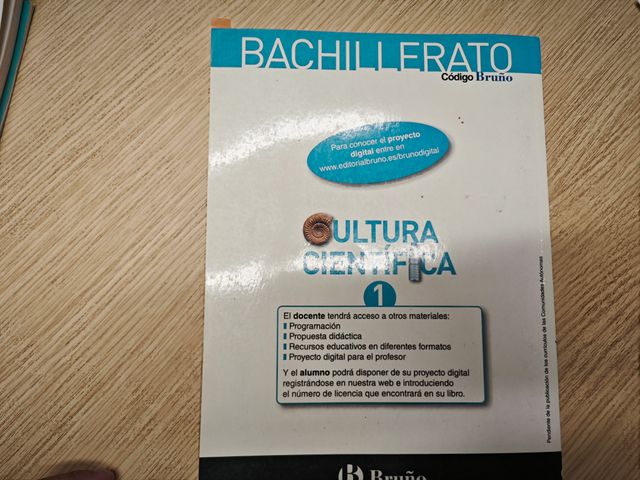 BACHILLERATO
Código Bruño
Para conocer el proyecto
digital entre en
www.editorialbruno.es/brunodigital
CULTURA
CIENTÍFICA
1
El docente tendrá acceso a otros materiales:
Programación
Propuesta didáctica
Recursos educativos en diferentes formatos
Proyecto digital para el profesor
Y el alumno podrá disponer de su proyecto digital
registrándose en nuestra web e introduciendo
el número de licencia que encontrará en su libro.
Pendiente de la publicación de los currículos de las Comunidades Autónomas
B Bruño